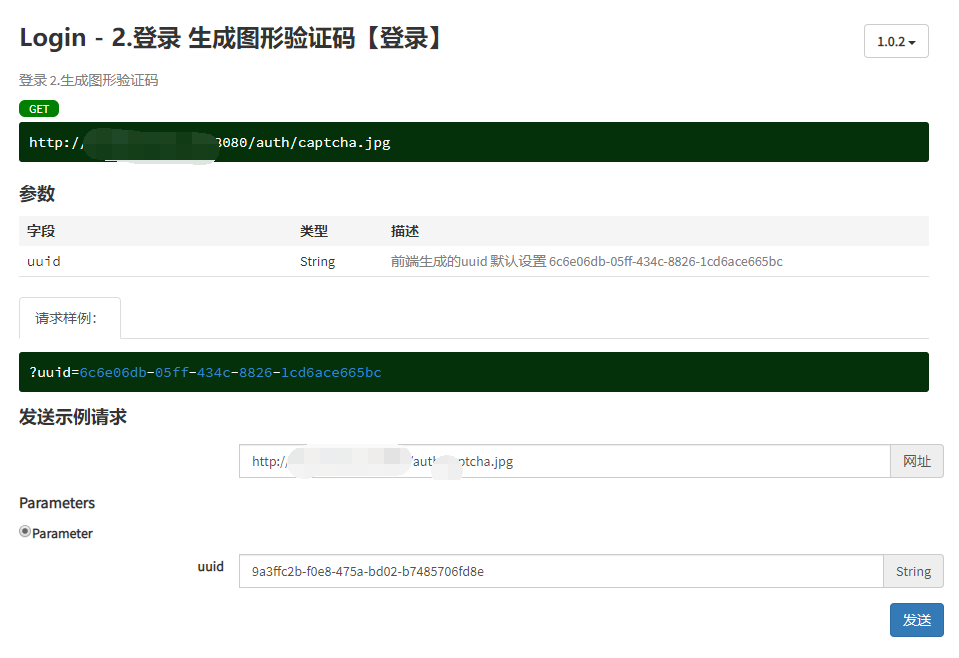 Login - 2.登录 生成图形验证码【登录】
1.0.2
登录 2.生成图形验证码
GET
http:/ 8080/auth/captcha.jpg
参数
字段 类型 描述
uuid String 前端生成的uuid 默认设置 6c6e06db-05ff-434c-8826-1cd6ace665bc
请求样例：
?uuid=6c6e06db-05ff-434c-8826-1cd6ace665bc
发送示例请求
http:/ /auth ptcha.jpg 网址
Parameters
Parameter
uuid 9a3ffc2b-f0e8-475a-bd02-b7485706fd8e String
发送